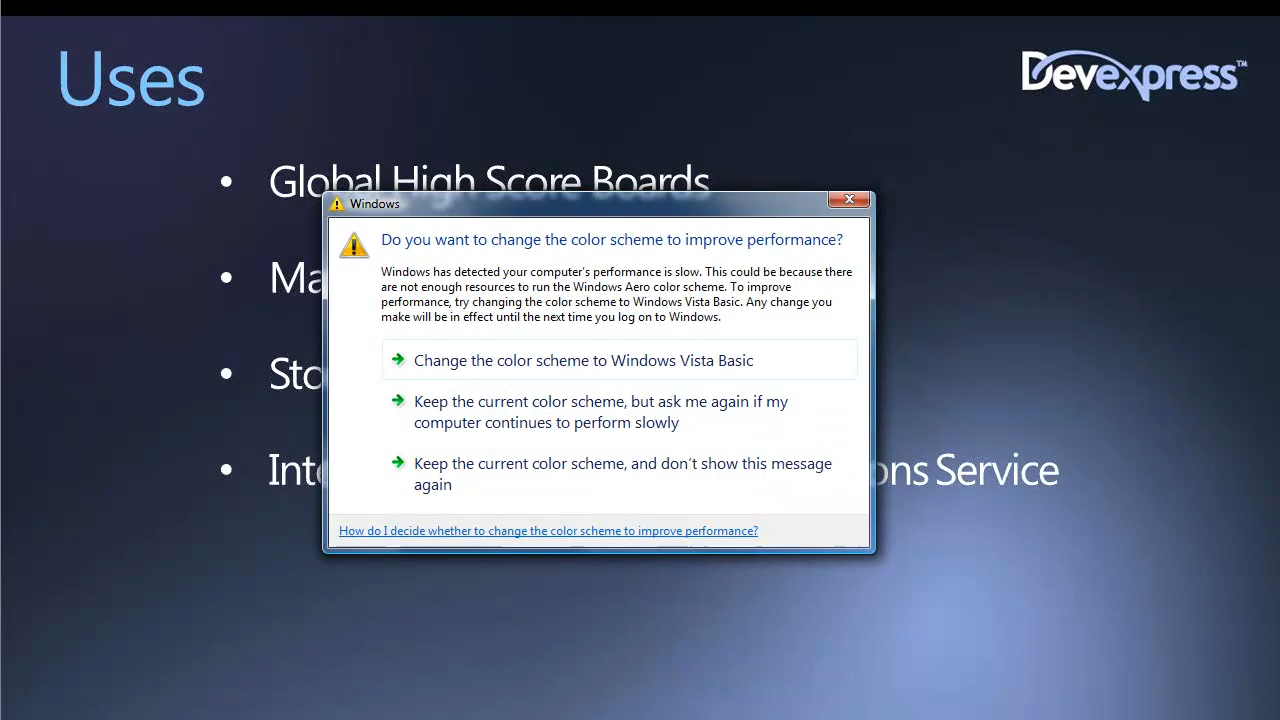 Uses
Devexpress™
• Global High Score Boards
Windows
Do you want to change the color scheme to improve performance?
Windows has detected your computer's performance is slow. This could be because there
are not enough resources to run the Windows Aero color scheme. To improve
performance, try changing the color scheme to Windows Vista Basic. Any change you
make will be in effect until the next time you log on to Windows.
Change the color scheme to Windows Vista Basic
Keep the current color scheme, but ask me again if my
computer continues to perform slowly
Keep the current color scheme, and don't show this message
again
Service
How do I decide whether to change the color scheme to improve performance?